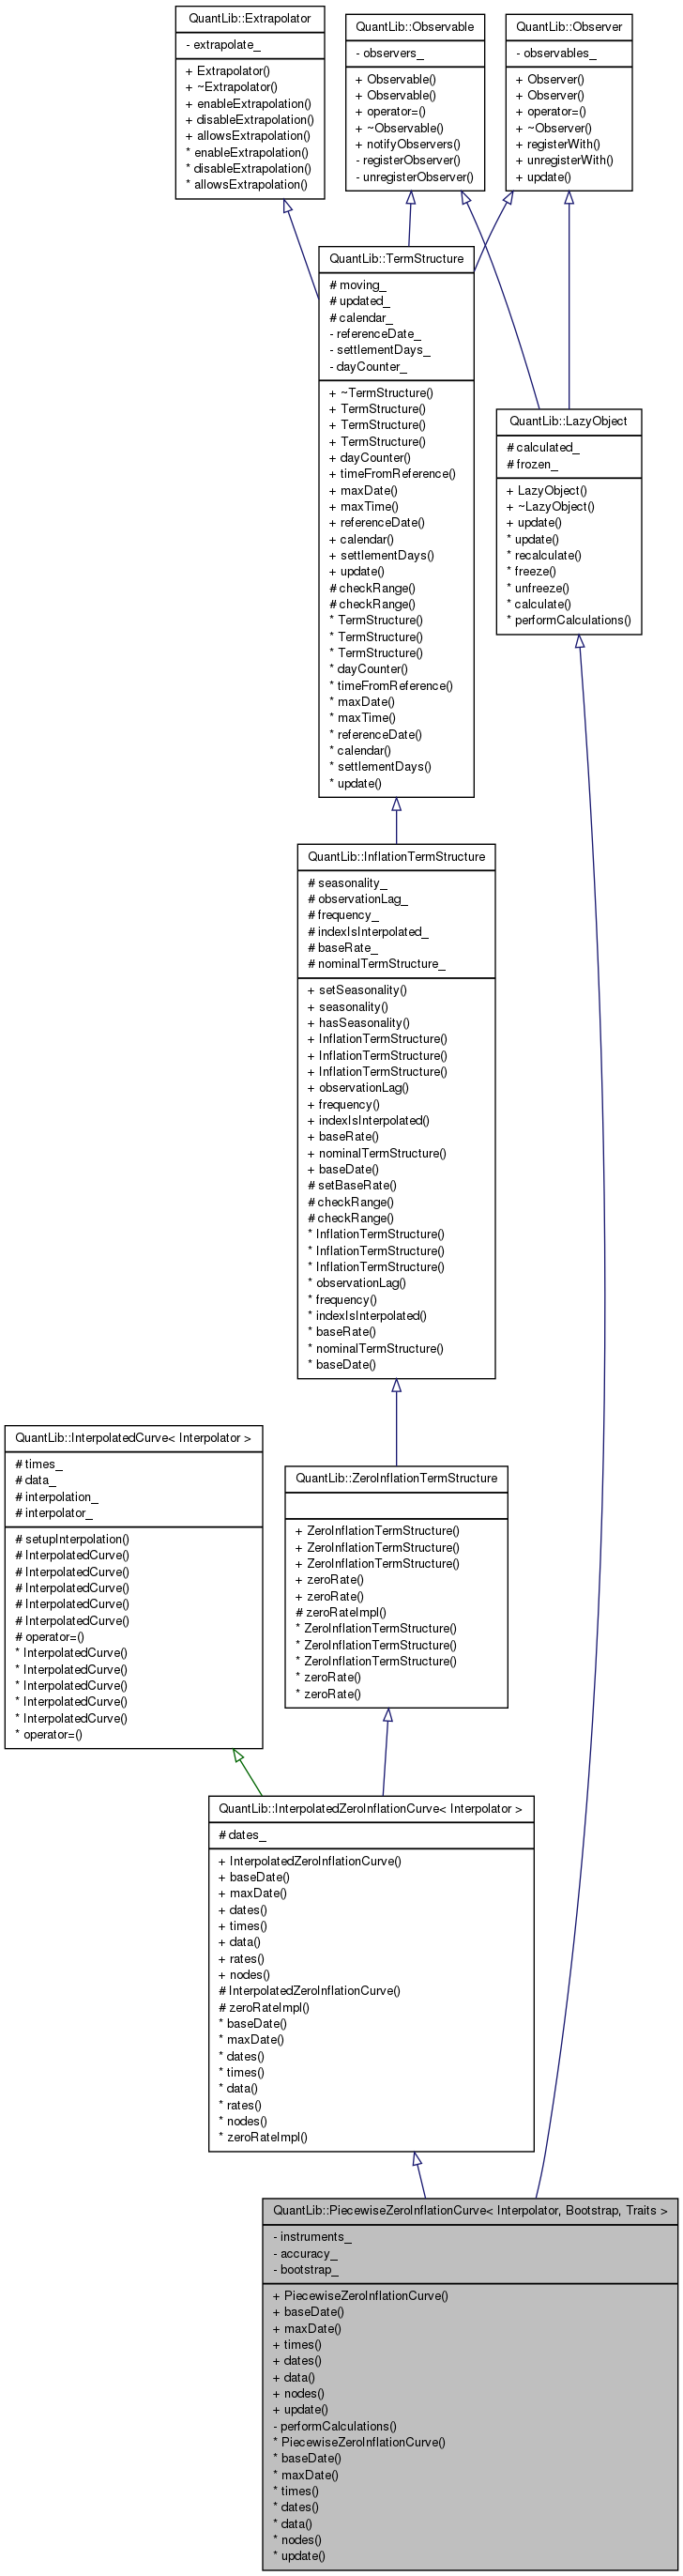 QuantLib::Extrapolator
- extrapolate_
+ Extrapolator()
+ ~Extrapolator()
+ enableExtrapolation()
+ disableExtrapolation()
+ allowsExtrapolation()
* enableExtrapolation()
* disableExtrapolation()
* allowsExtrapolation()
QuantLib::Observable
- observers_
+ Observable()
+ Observable()
+ operator=()
+ ~Observable()
+ notifyObservers()
- registerObserver()
- unregisterObserver()
QuantLib::Observer
- observables_
+ Observer()
+ Observer()
+ operator=()
+ ~Observer()
+ registerWith()
+ unregisterWith()
+ update()
QuantLib::TermStructure
# moving_
# updated_
# calendar_
- referenceDate_
- settlementDays_
- dayCounter_
+ ~TermStructure()
+ TermStructure()
+ TermStructure()
+ TermStructure()
+ dayCounter()
+ timeFromReference()
+ maxDate()
+ maxTime()
+ referenceDate()
+ calendar()
+ settlementDays()
+ update()
# checkRange()
# checkRange()
* TermStructure()
* TermStructure()
* TermStructure()
* dayCounter()
* timeFromReference()
* maxDate()
* maxTime()
* referenceDate()
* calendar()
* settlementDays()
* update()
QuantLib::LazyObject
# calculated_
# frozen_
+ LazyObject()
+ ~LazyObject()
+ update()
* update()
* recalculate()
* freeze()
* unfreeze()
* calculate()
* performCalculations()
QuantLib::InflationTermStructure
# seasonality_
# observationLag_
# frequency_
# indexIsInterpolated_
# baseRate_
# nominalTermStructure_
+ setSeasonality()
+ seasonality()
+ hasSeasonality()
+ InflationTermStructure()
+ InflationTermStructure()
+ InflationTermStructure()
+ observationLag()
+ frequency()
+ indexIsInterpolated()
+ baseRate()
+ nominalTermStructure()
+ baseDate()
# setBaseRate()
# checkRange()
# checkRange()
* InflationTermStructure()
* InflationTermStructure()
* InflationTermStructure()
* observationLag()
* frequency()
* indexIsInterpolated()
* baseRate()
* nominalTermStructure()
* baseDate()
QuantLib::InterpolatedCurve< Interpolator >
# times_
# data_
# interpolation_
# interpolator_
# setupInterpolation()
# InterpolatedCurve()
# InterpolatedCurve()
# InterpolatedCurve()
# InterpolatedCurve()
# InterpolatedCurve()
# operator=()
* InterpolatedCurve()
* InterpolatedCurve()
* InterpolatedCurve()
* InterpolatedCurve()
* InterpolatedCurve()
* operator=()
QuantLib::ZeroInflationTermStructure
+ ZeroInflationTermStructure()
+ ZeroInflationTermStructure()
+ ZeroInflationTermStructure()
+ zeroRate()
+ zeroRate()
# zeroRateImpl()
* ZeroInflationTermStructure()
* ZeroInflationTermStructure()
* ZeroInflationTermStructure()
* zeroRate()
* zeroRate()
QuantLib::InterpolatedZeroInflationCurve< Interpolator >
# dates_
+ InterpolatedZeroInflationCurve()
+ baseDate()
+ maxDate()
+ dates()
+ times()
+ data()
+ rates()
+ nodes()
# InterpolatedZeroInflationCurve()
# zeroRateImpl()
* baseDate()
* maxDate()
* dates()
* times()
* data()
* rates()
* nodes()
* zeroRateImpl()
QuantLib::PiecewiseZeroInflationCurve< Interpolator, Bootstrap, Traits >
- instruments_
- accuracy_
- bootstrap_
+ PiecewiseZeroInflationCurve()
+ baseDate()
+ maxDate()
+ times()
+ dates()
+ data()
+ nodes()
+ update()
- performCalculations()
* PiecewiseZeroInflationCurve()
* baseDate()
* maxDate()
* times()
* dates()
* data()
* nodes()
* update()